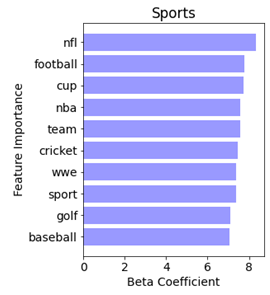 Sports
nfl
football
cup
nba
team
cricket
wwe
sport
golf
baseball
Feature Importance
0 2 4 6 8
Beta Coefficient